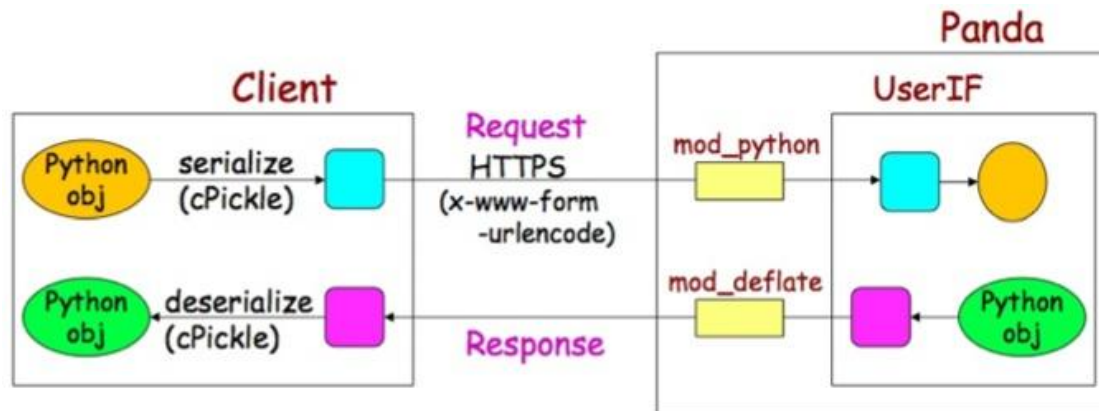 Panda
Client
UserIF
Request
mod_python
Python
obj
serialize
(cPickle)
HTTPS
(x-www-form
-urlencode)
mod_deflate
Python
obj
deserialize
(cPickle)
Response
Python
obj